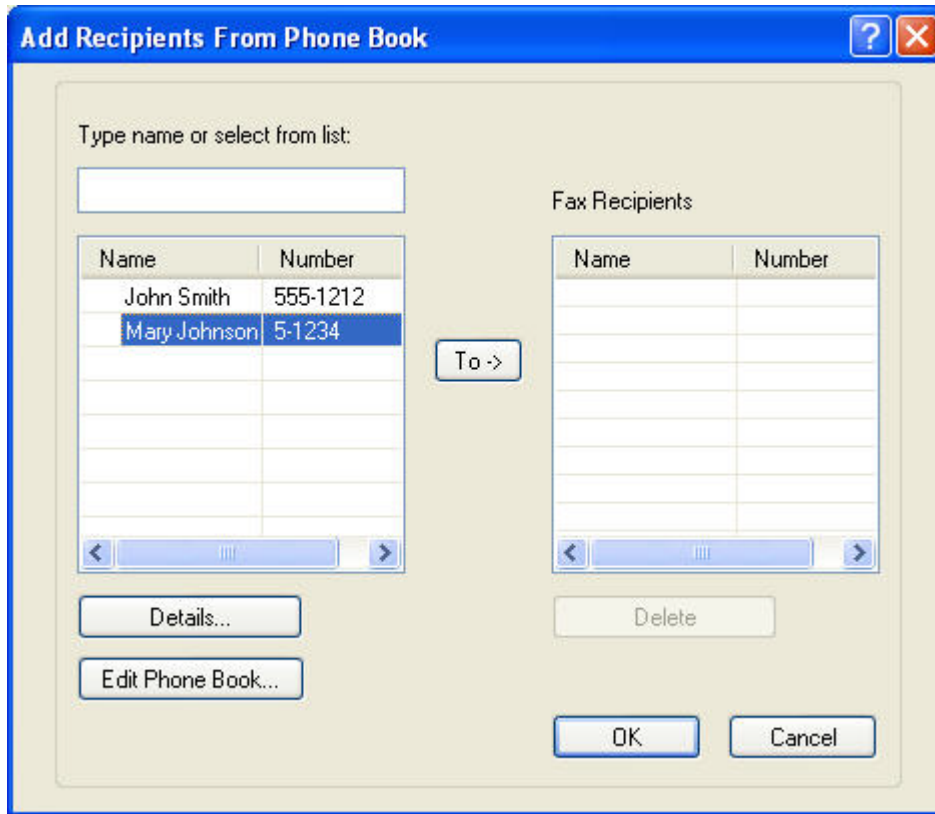 Add Recipients From Phone Book
Type name or select from list:
Name Number
John Smith 555-1212
Mary Johnson 5-1234
To ->
Fax Recipients
Name Number
Details...
Edit Phone Book...
Delete
OK Cancel